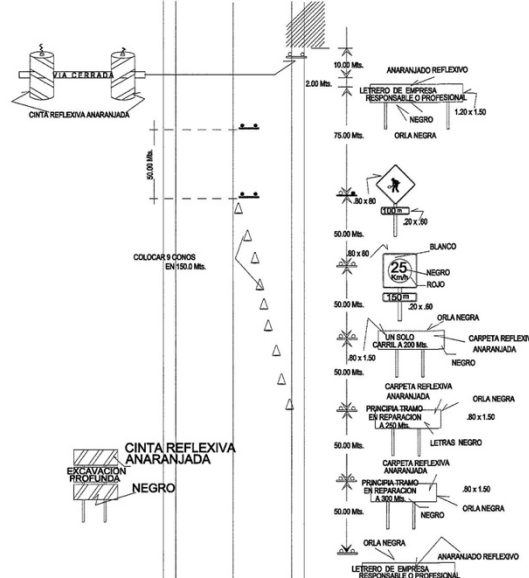 10.00 Mts.
ANARANJADO REFLEXIVO
VIA CERRADA
2.00 Mts.
LETRERO DE EMPRESA
RESPONSABLE O PROFESIONAL
CINTA REFLEXIVA ANARANJADA
1.20 x 1.50
NEGRO
75.00 Mts.
ORLA NEGRA
50.00 Mts.
.80 x 80
100 m
.20 x .60
50.00 Mts.
BLANCO
.80 x 80
COLOCAR 9 CONOS
EN 150.0 Mts.
25
Km/h
NEGRO
ROJO
150 m
.20 x .60
50.00 Mts.
ORLA NEGRA
UN SOLO
CARRIL A 200 Mts.
CARPETA REFLEXI
ANARANJADA
.80 x 1.50
NEGRO
50.00 Mts.
CARPETA REFLEXIVA
ANARANJADA
ORLA NEGRA
PRINCIPIA TRAMO
EN REPARACION
A 250 Mts.
.80 x 1.50
LETRAS NEGRO
50.00 Mts.
CINTA REFLEXIVA
ANARANJADA
EXCAVACION
PROFUNDA
NEGRO
CARPETA REFLEXIVA
ANARANJADA
PRINCIPIA TRAMO
EN REPARACION
A 300 Mts.
.80 x 1.50
ORLA NEGRA
NEGRO
50.00 Mts.
ORLA NEGRA
ANARANJADO REFLEXIVO
LETRERO DE EMPRESA
RESPONSABLE O PROFESIONAL